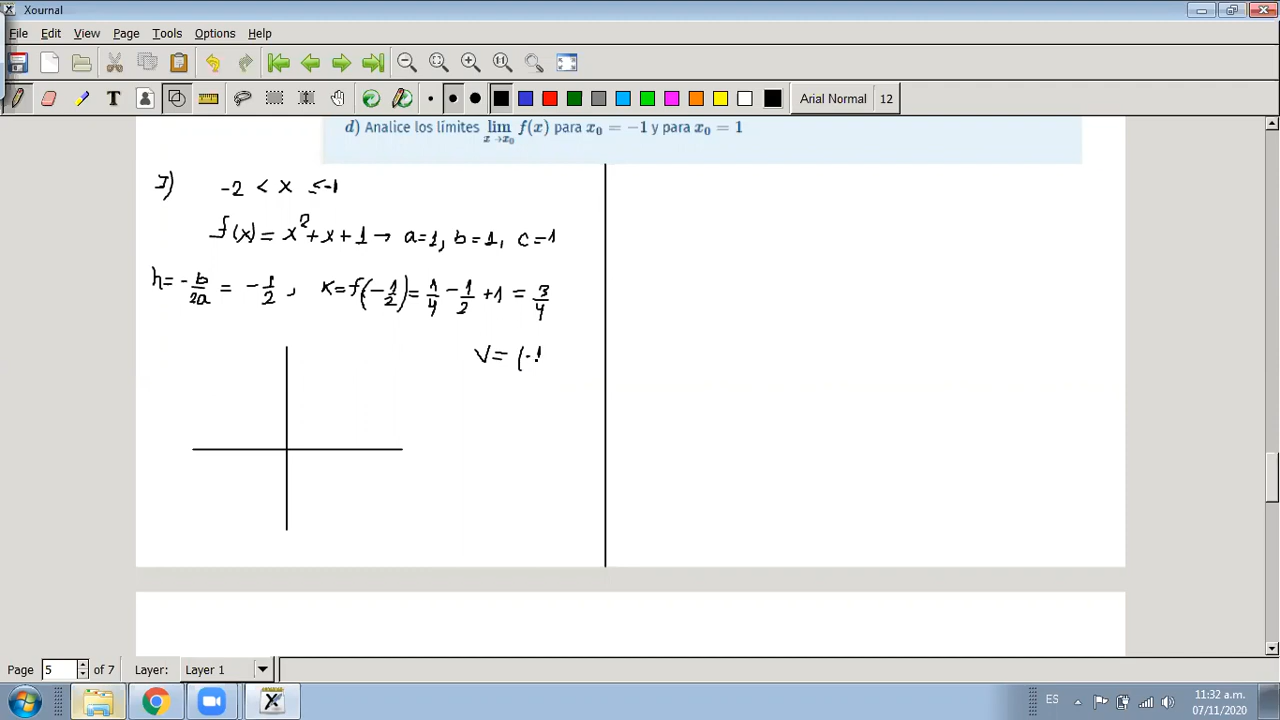 Xournal
File Edit View Page Tools Options Help
Arial Normal 12
d) Analice los límites lim x→x₀ f(x) para x₀ = −1 y para x₀ = 1
I) -2 < x ≤ -1
f(x) = x² + x + 1 → a=1, b=1, c=1
h = -b/2a = -1/2 , K = f(-1/2) = 1/4 - 1/2 + 1 = 3/4
V = (-1
Page 5 of 7 Layer: Layer 1
ES 11:32 a.m.
07/11/2020